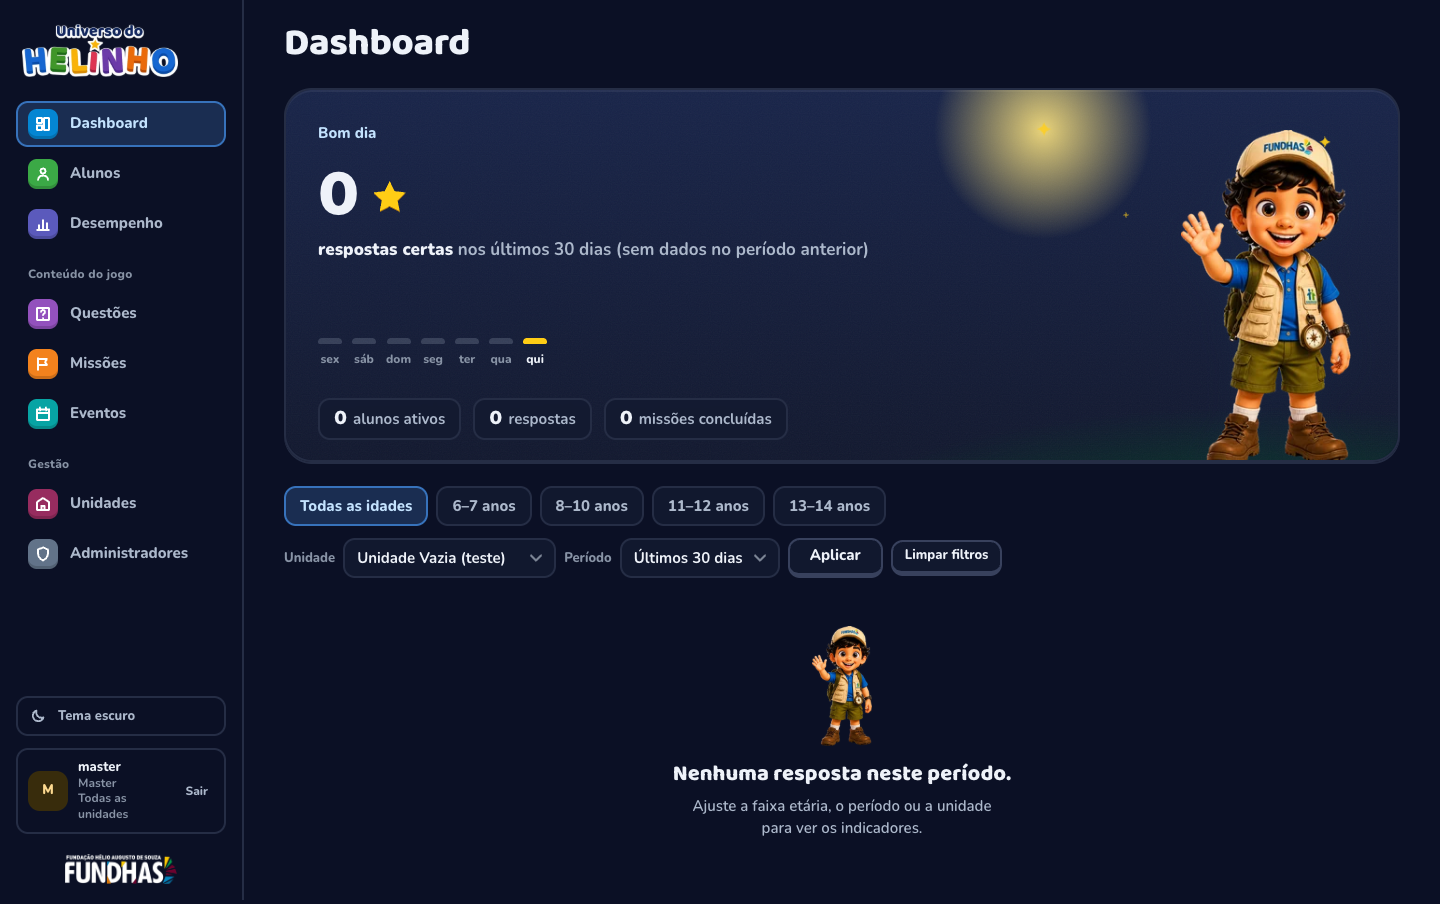 Universo do
HELINHO
Dashboard
Alunos
Desempenho
Conteúdo do jogo
Questões
Missões
Eventos
Gestão
Unidades
Administradores
Tema escuro
M
master
Master
Todas as
unidades
Sair
FUNDAÇÃO HÉLIO AUGUSTO DE SOUZA
FUNDHAS
Dashboard
Bom dia
0
respostas certas nos últimos 30 dias (sem dados no período anterior)
sex sáb dom seg ter qua qui
0 alunos ativos 0 respostas 0 missões concluídas
FUNDHAS
Todas as idades 6–7 anos 8–10 anos 11–12 anos 13–14 anos
Unidade Unidade Vazia (teste) Período Últimos 30 dias Aplicar Limpar filtros
FUNDHAS
Nenhuma resposta neste período.
Ajuste a faixa etária, o período ou a unidade
para ver os indicadores.